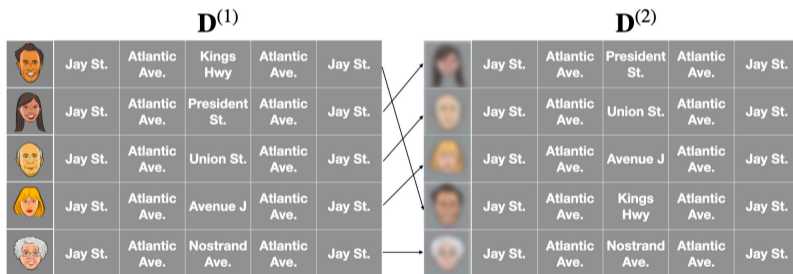 D(1) D(2)
Jay St. Atlantic Ave. Kings Hwy Atlantic Ave. Jay St. Jay St. Atlantic Ave. President St. Atlantic Ave. Jay St.
Jay St. Atlantic Ave. President St. Atlantic Ave. Jay St. Jay St. Atlantic Ave. Union St. Atlantic Ave. Jay St.
Jay St. Atlantic Ave. Union St. Atlantic Ave. Jay St. Jay St. Atlantic Ave. Avenue J Atlantic Ave. Jay St.
Jay St. Atlantic Ave. Avenue J Atlantic Ave. Jay St. Jay St. Atlantic Ave. Kings Hwy Atlantic Ave. Jay St.
Jay St. Atlantic Ave. Nostrand Ave. Atlantic Ave. Jay St. Jay St. Atlantic Ave. Nostrand Ave. Atlantic Ave. Jay St.